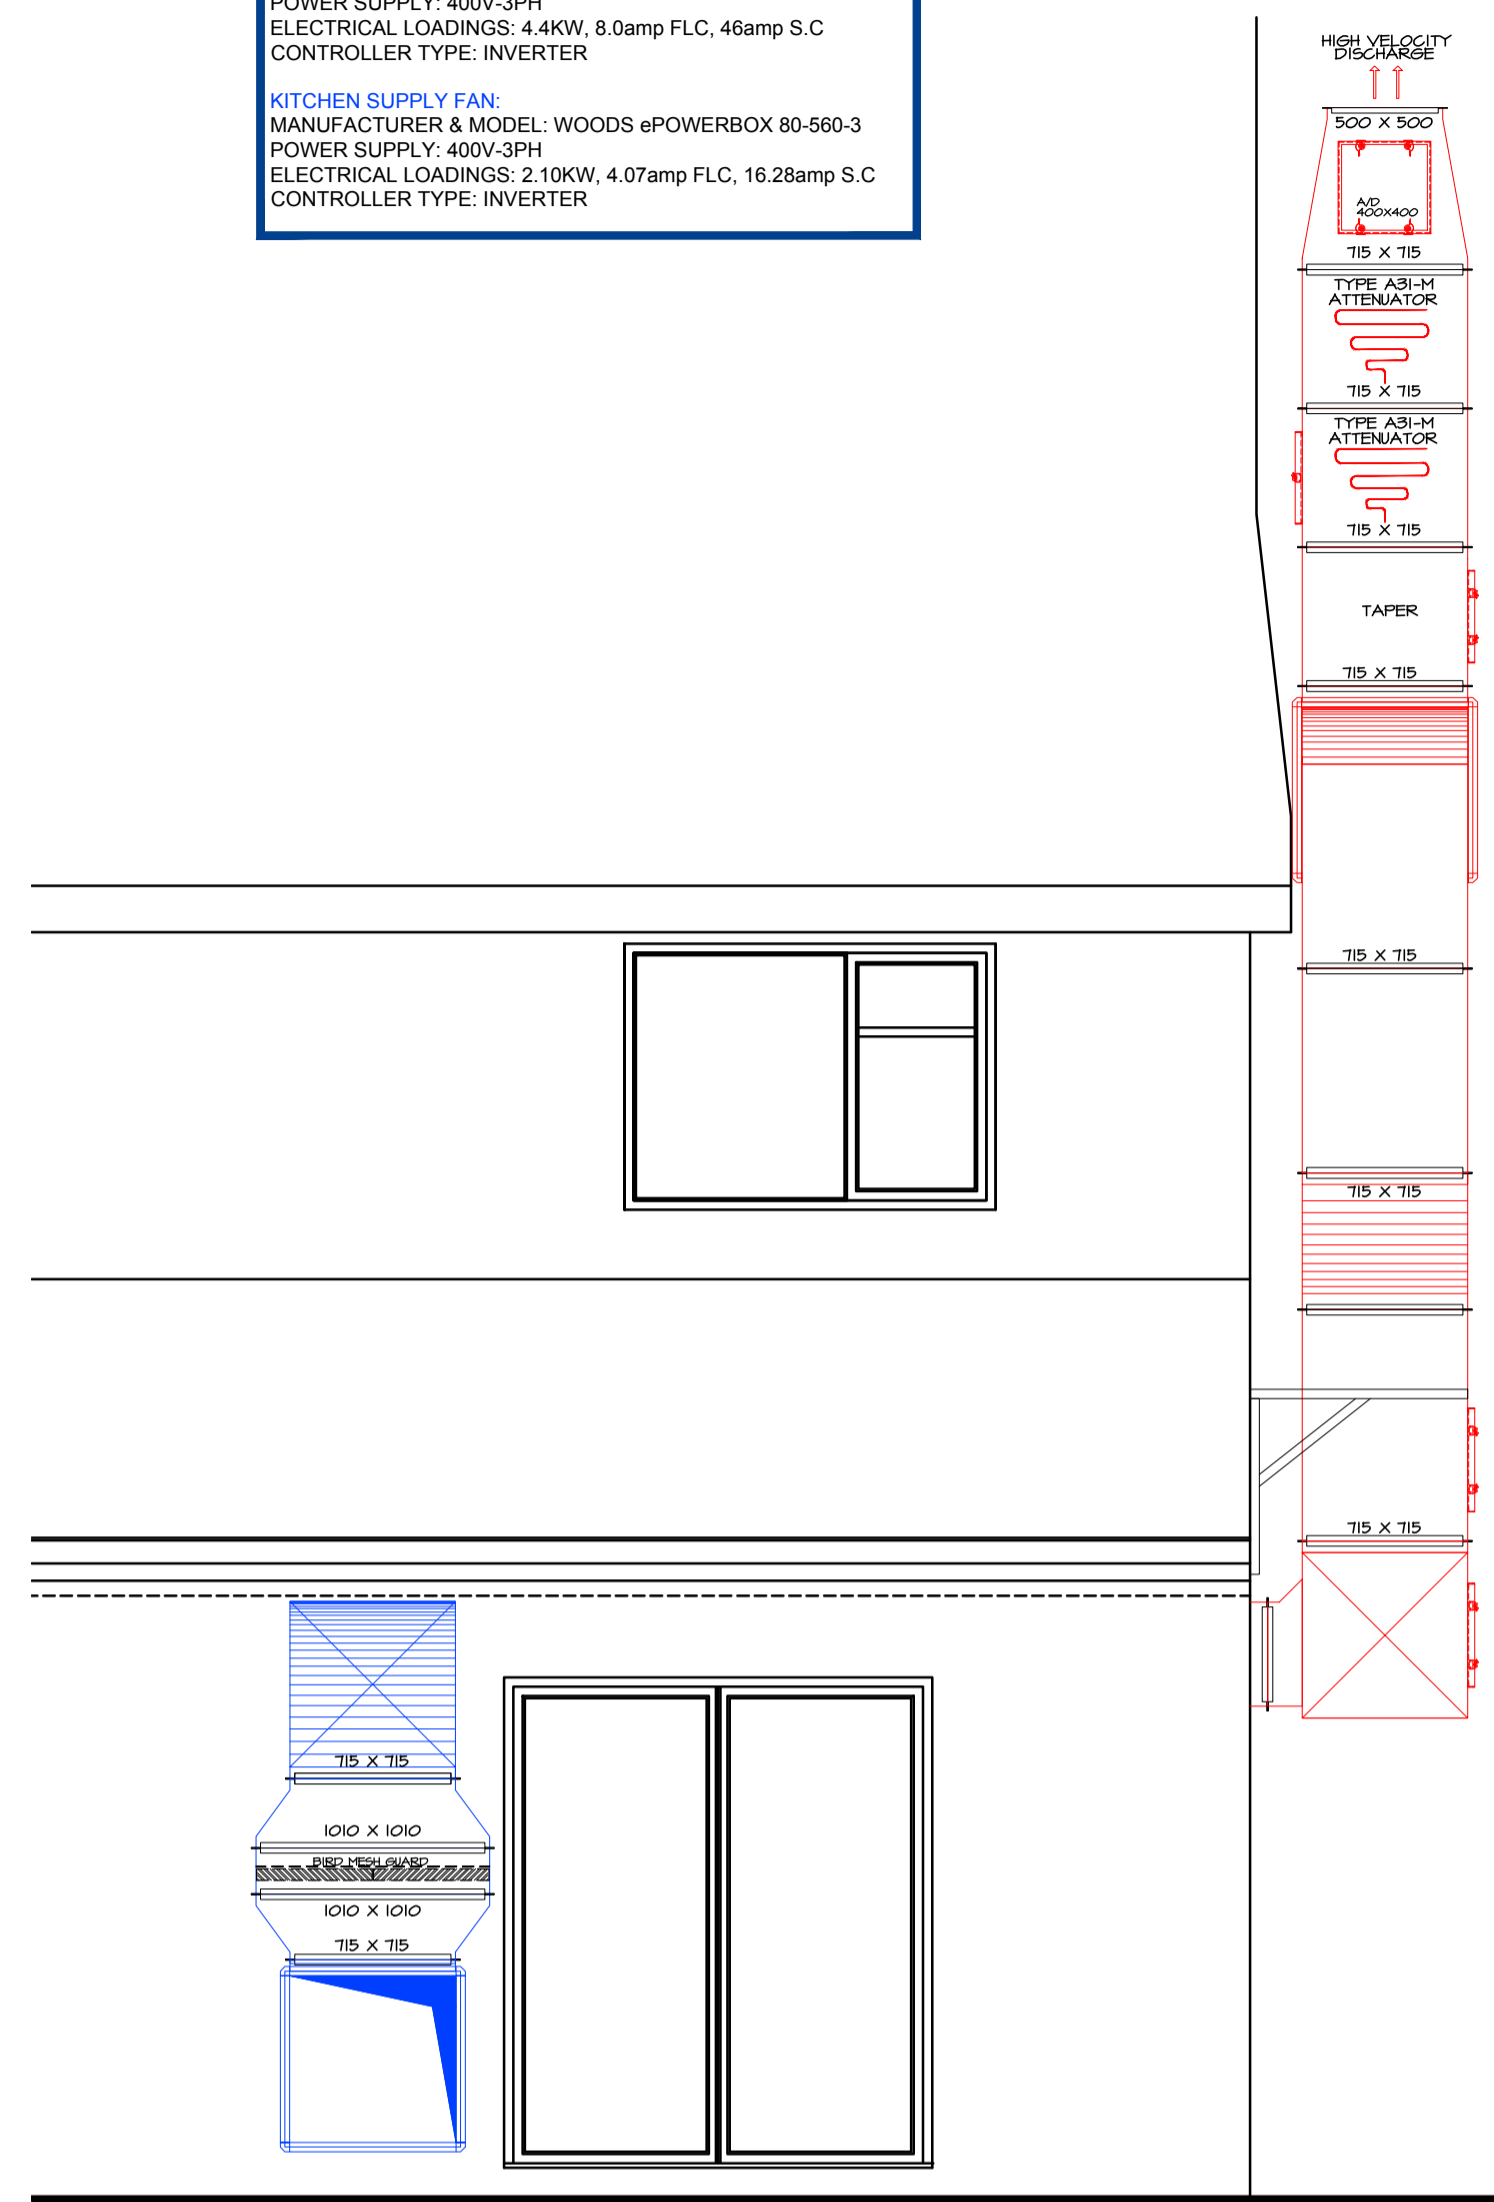 POWER SUPPLY: 400V-3PH
ELECTRICAL LOADINGS: 4.4KW, 8.0amp FLC, 46amp S.C
CONTROLLER TYPE: INVERTER
KITCHEN SUPPLY FAN:
MANUFACTURER & MODEL: WOODS ePOWERBOX 80-560-3
POWER SUPPLY: 400V-3PH
ELECTRICAL LOADINGS: 2.10KW, 4.07amp FLC, 16.28amp S.C
CONTROLLER TYPE: INVERTER
HIGH VELOCITY
DISCHARGE
500 X 500
A/D
400X400
715 X 715
TYPE A31-M
ATTENUATOR
715 X 715
TYPE A31-M
ATTENUATOR
715 X 715
TAPER
715 X 715
715 X 715
715 X 715
715 X 715
715 X 715
1010 X 1010
BIRD MESH GUARD
1010 X 1010
715 X 715